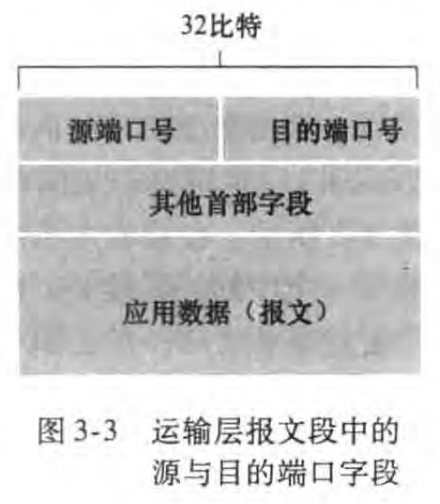 32比特
源端口号 目的端口号
其他首部字段
应用数据（报文）
图 3-3 运输层报文段中的
源与目的端口字段